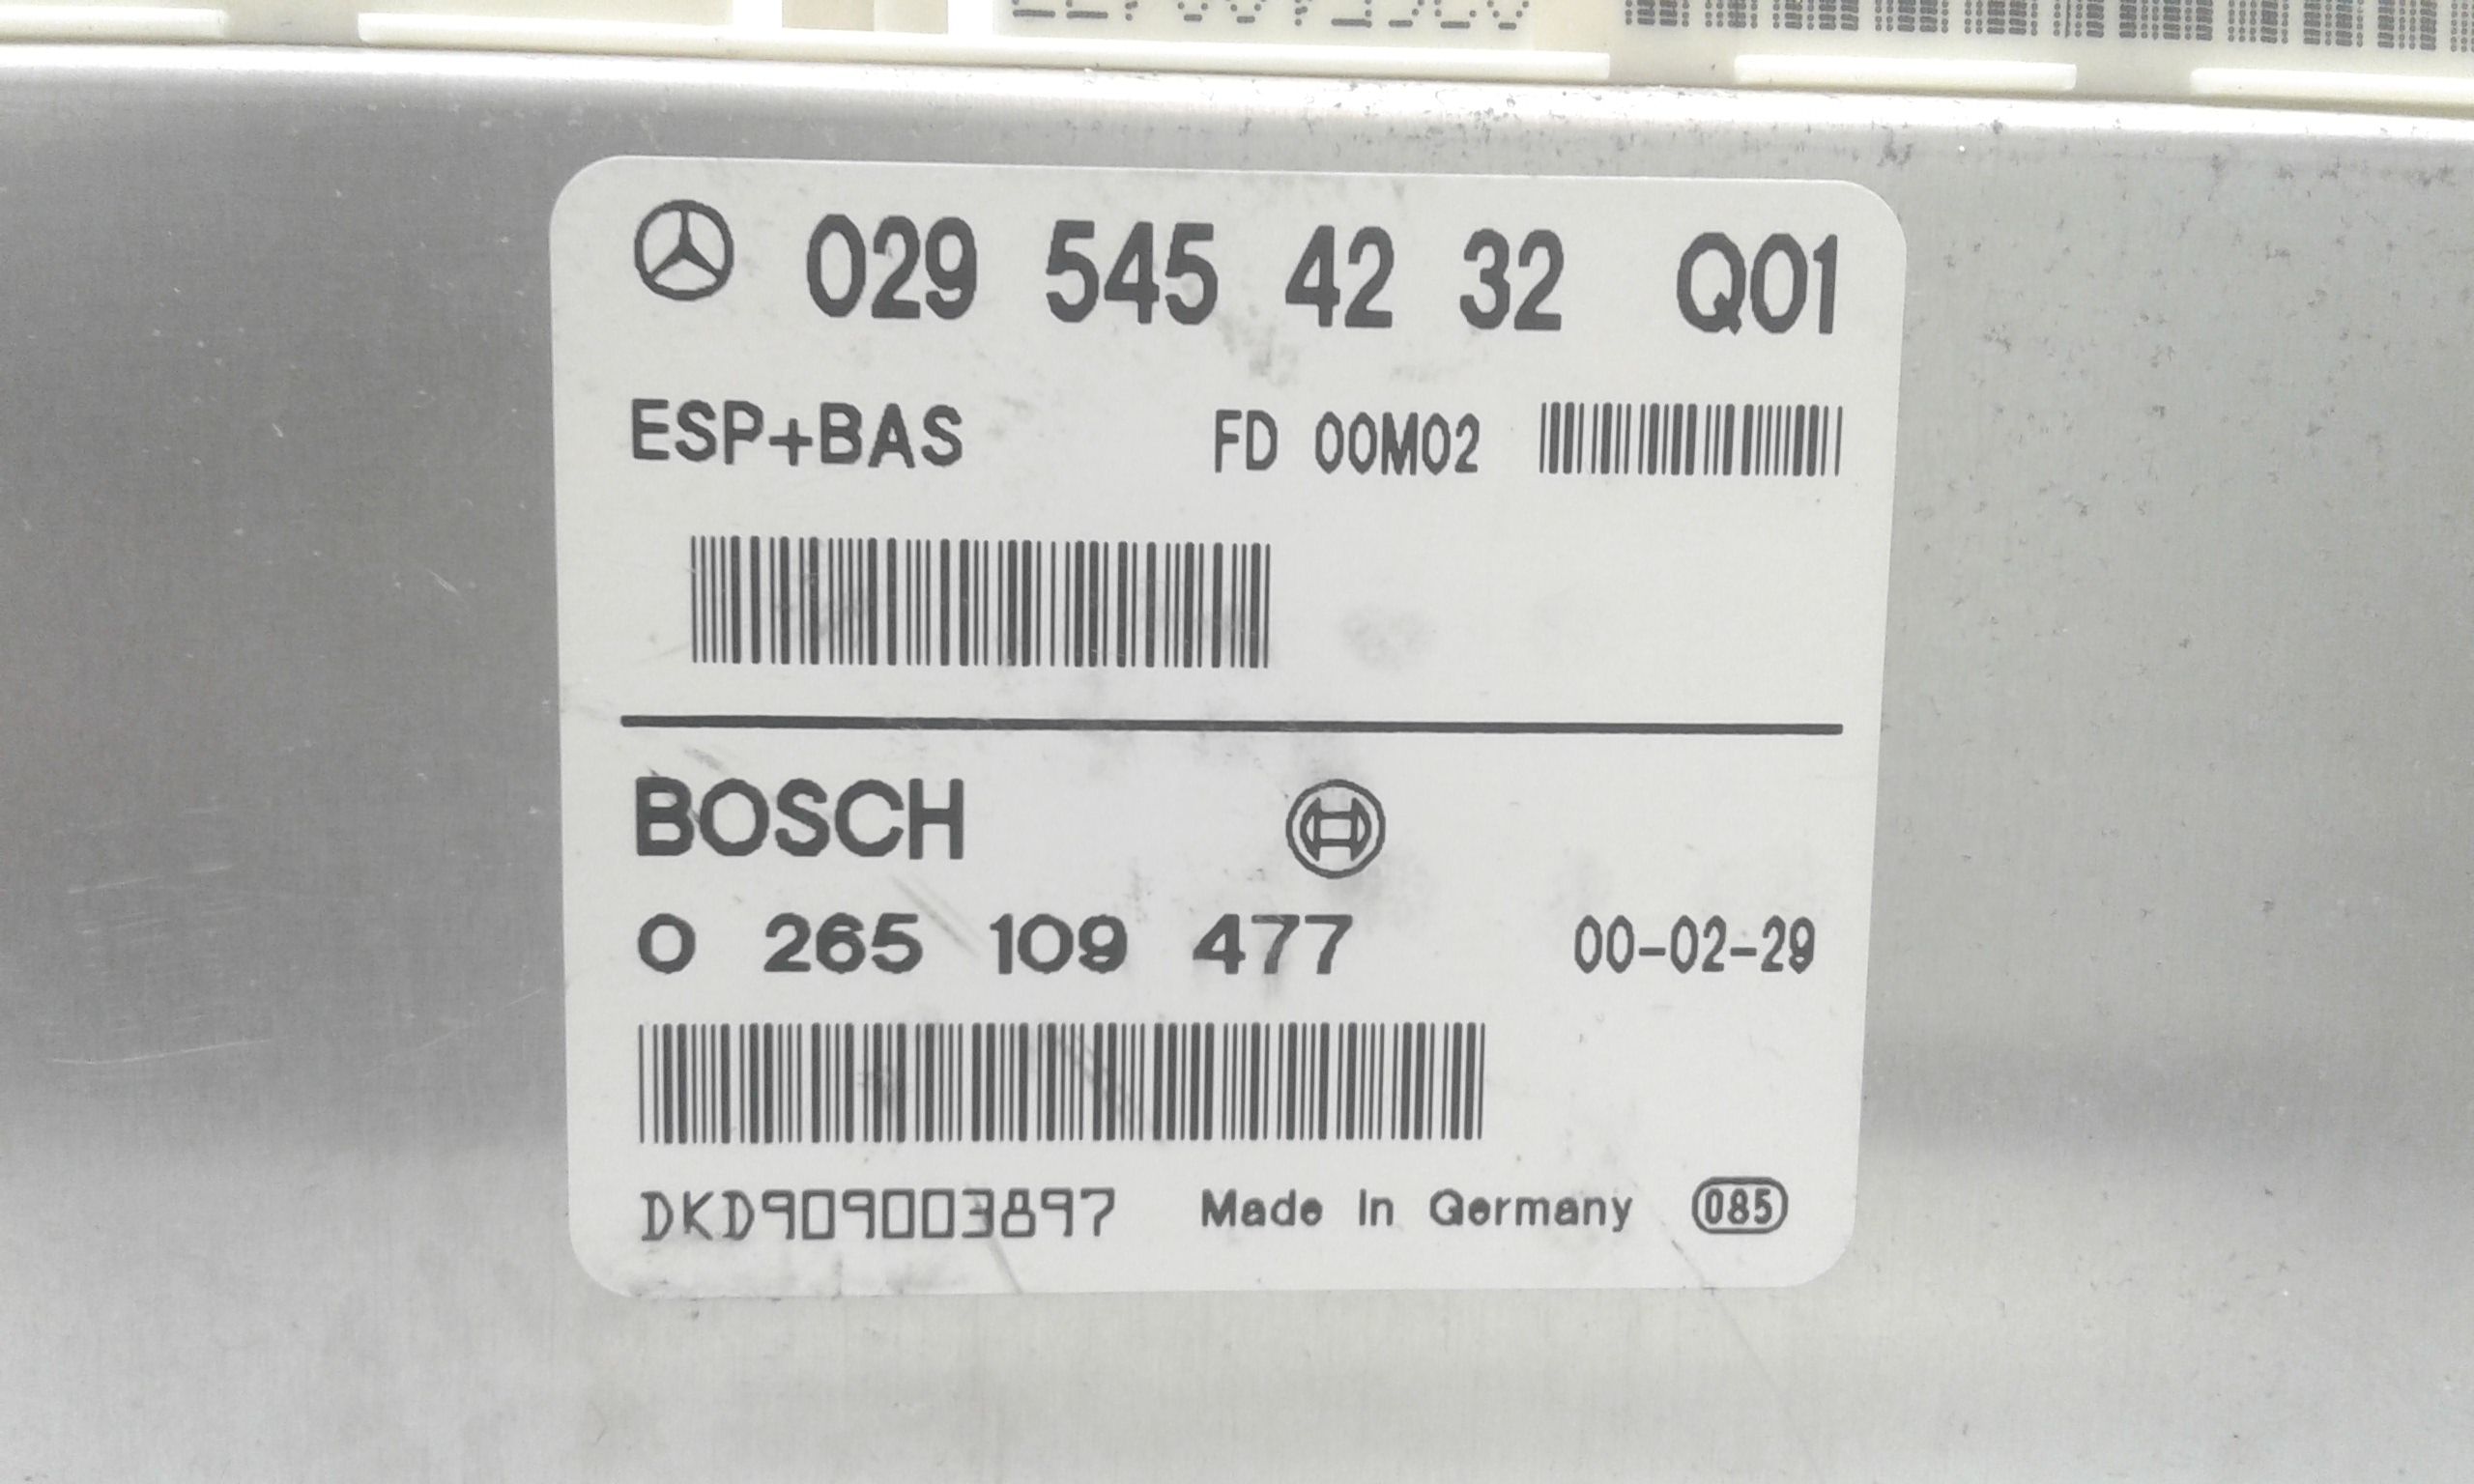 029 545 42 32 Q01
ESP+BAS FD 00M02
BOSCH
0 265 109 477 00-02-29
DKD909003897 Made In Germany 085